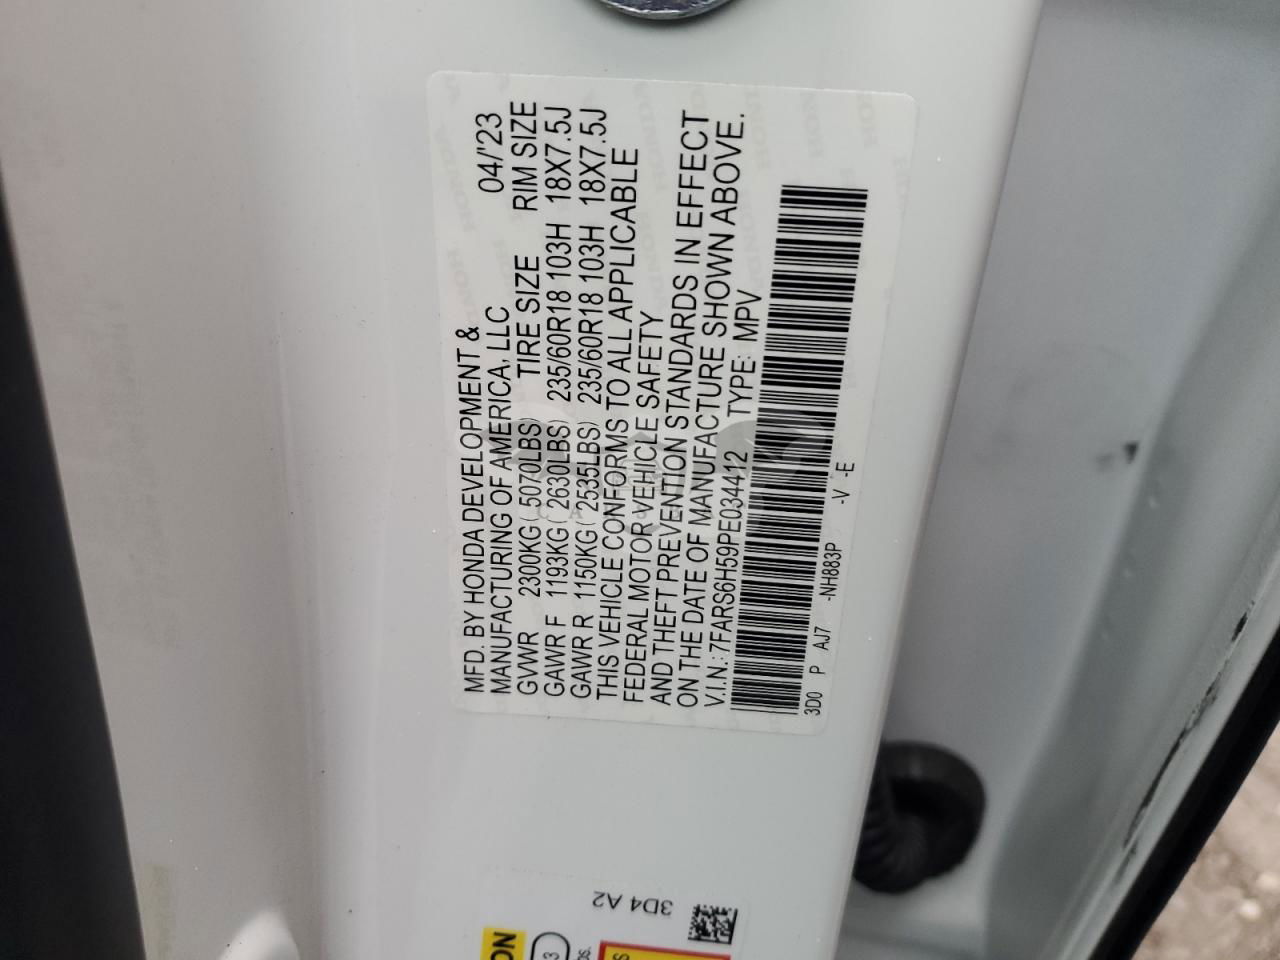 MFD. BY HONDA DEVELOPMENT &
MANUFACTURING OF AMERICA, LLC 04/'23
GVWR 2300KG ( 5070LBS) TIRE SIZE RIM SIZE
GAWR F 1193KG ( 2630LBS) 235/60R18 103H 18X7.5J
GAWR R 1150KG ( 2535LBS) 235/60R18 103H 18X7.5J
THIS VEHICLE CONFORMS TO ALL APPLICABLE
FEDERAL MOTOR VEHICLE SAFETY
AND THEFT PREVENTION STANDARDS IN EFFECT
ON THE DATE OF MANUFACTURE SHOWN ABOVE.
V.I.N.: 7FARS6H59PE034412 TYPE: MPV
3D0 P AJ7 -NH883P -V -E
3D4 A2